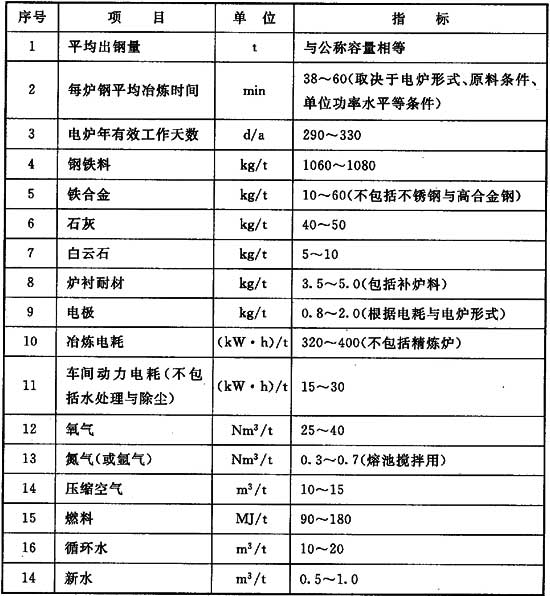 序号 项目 单位 指标
1 平均出钢量 t 与公称容量相等
2 每炉钢平均冶炼时间 min 38～60(取决于电炉形式、原料条件、
单位功率水平等条件)
3 电炉年有效工作天数 d/a 290～330
4 钢铁料 kg/t 1060～1080
5 铁合金 kg/t 10～60(不包括不锈钢与高合金钢)
6 石灰 kg/t 40～50
7 白云石 kg/t 5～10
8 炉衬耐材 kg/t 3.5～5.0(包括补炉料)
9 电极 kg/t 0.8～2.0(根据电耗与电炉形式)
10 冶炼电耗 (kW·h)/t 320～400(不包括精炼炉)
11 车间动力电耗(不包
括水处理与除尘) (kW·h)/t 15～30
12 氧气 Nm³/t 25～40
13 氮气(或氩气) Nm³/t 0.3～0.7(熔池搅拌用)
14 压缩空气 m³/t 10～15
15 燃料 MJ/t 90～180
16 循环水 m³/t 10～20
14 新水 m³/t 0.5～1.0